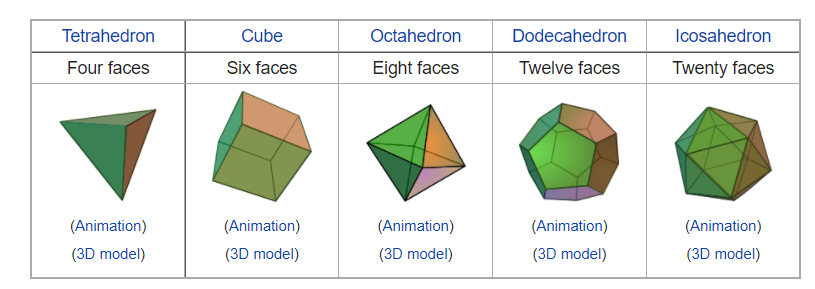 Tetrahedron Cube Octahedron Dodecahedron Icosahedron
Four faces Six faces Eight faces Twelve faces Twenty faces
(Animation) (Animation) (Animation) (Animation) (Animation)
(3D model) (3D model) (3D model) (3D model) (3D model)